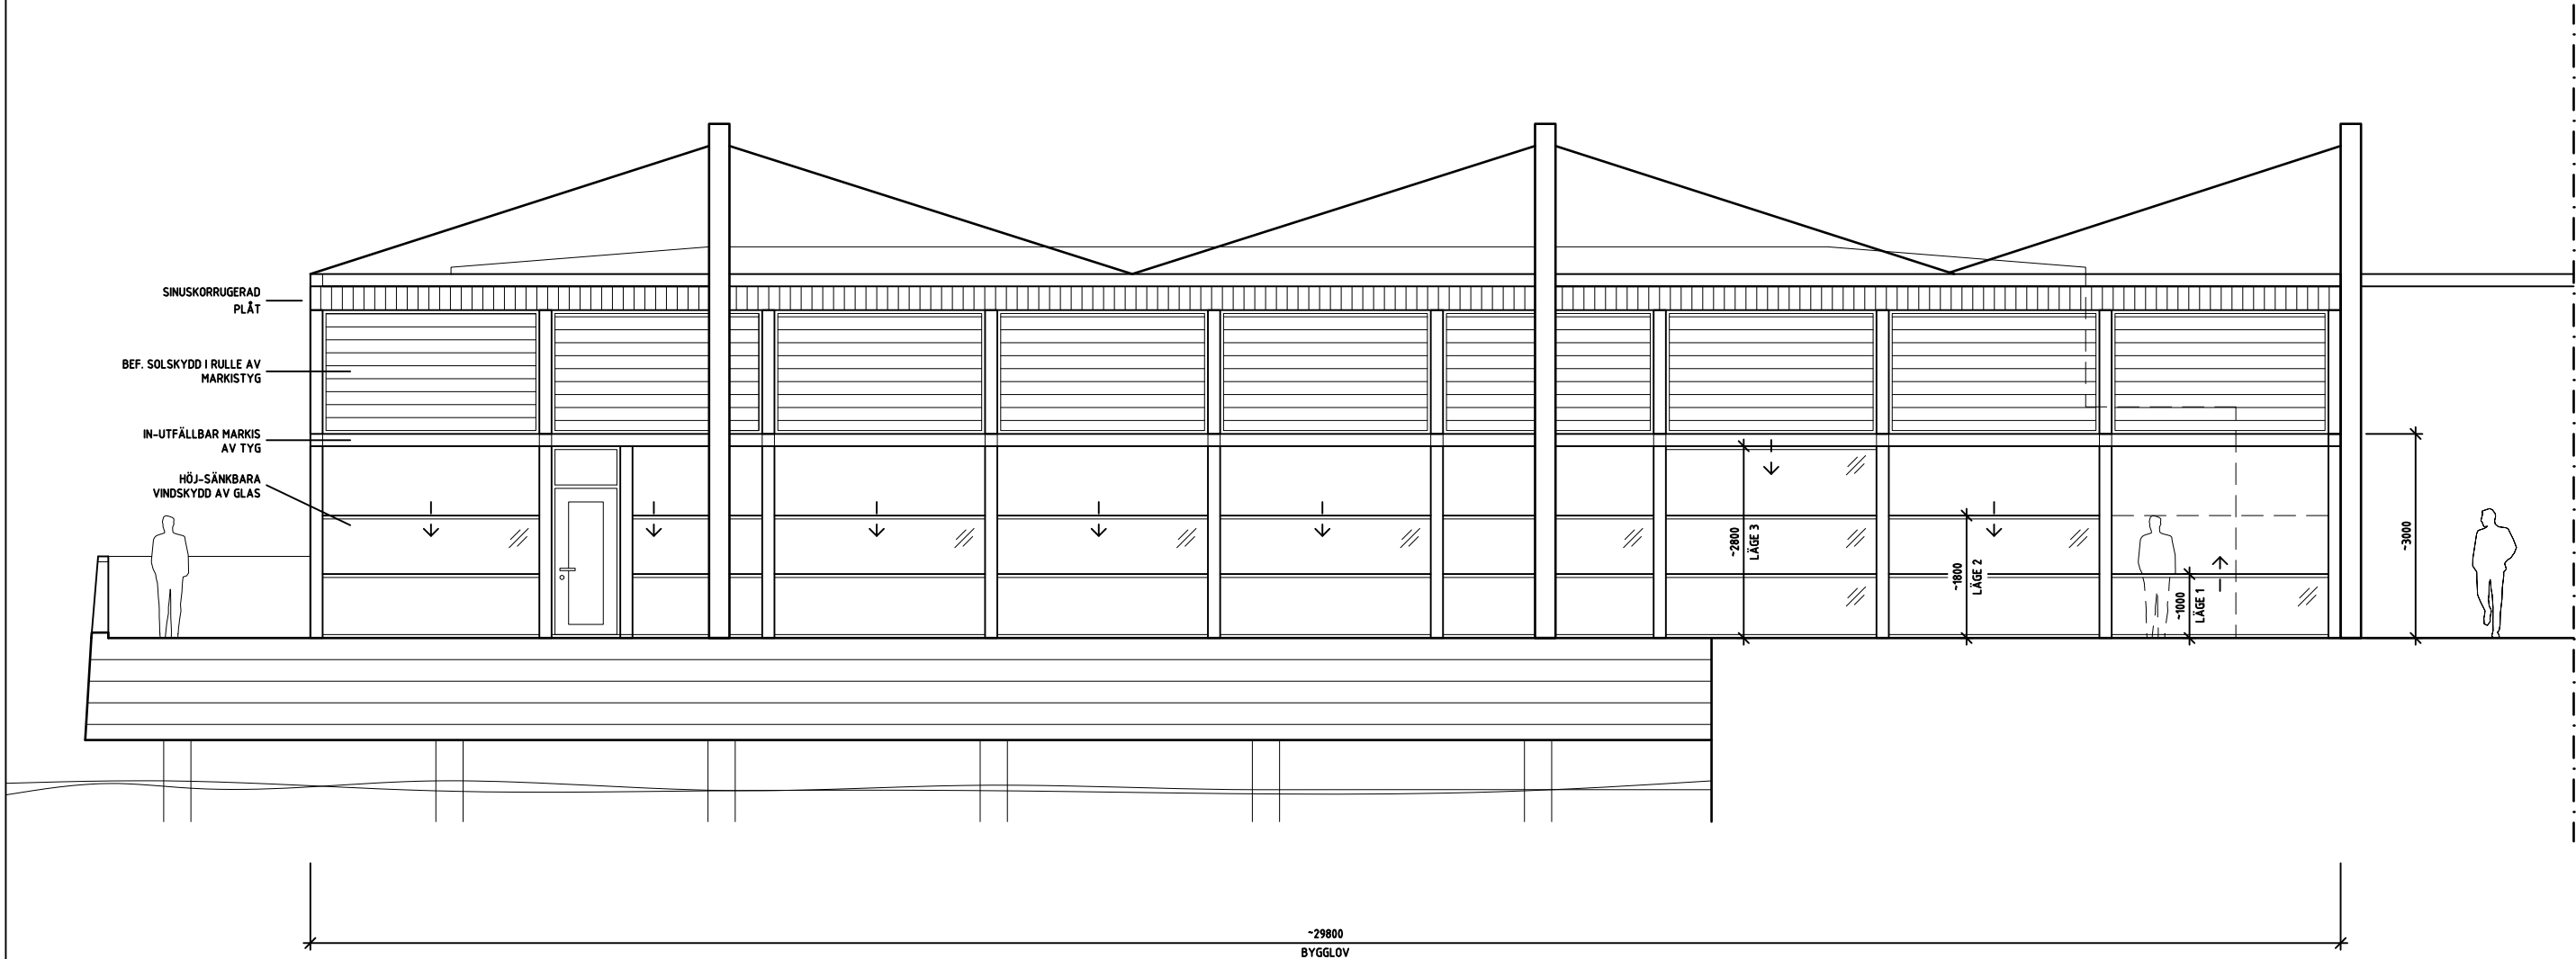 SINUSKORRUGERAD
PLÅT
BEF. SOLSKYDD I RULLE AV
MARKISTYG
IN-UTFÄLLBAR MARKIS
AV TYG
HÖJ-SÄNKBARA
VINDSKYDD AV GLAS
~2800
LÄGE 3
~1800
LÄGE 2
~1000
LÄGE 1
~3000
~29800
BYGGLOV